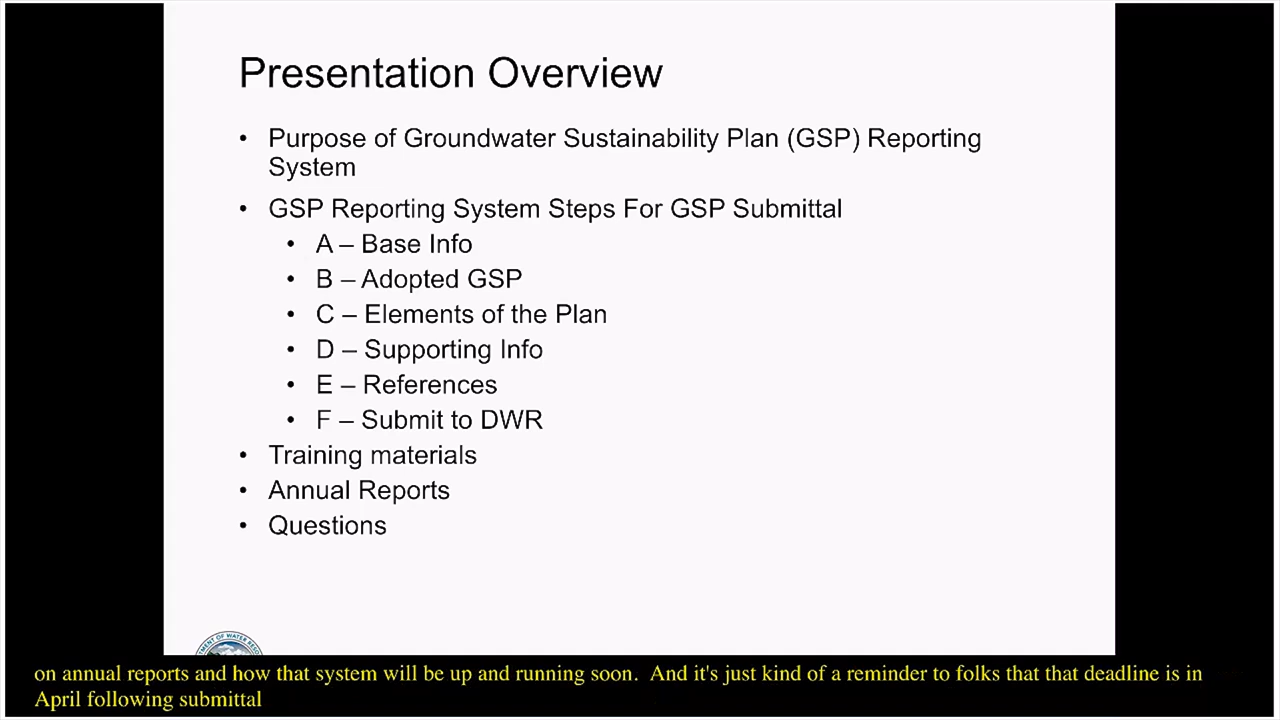 Presentation Overview
• Purpose of Groundwater Sustainability Plan (GSP) Reporting
System
• GSP Reporting System Steps For GSP Submittal
• A – Base Info
• B – Adopted GSP
• C – Elements of the Plan
• D – Supporting Info
• E – References
• F – Submit to DWR
• Training materials
• Annual Reports
• Questions
OF WATER
on annual reports and how that system will be up and running soon.  And it's just kind of a reminder to folks that that deadline is in
April following submittal